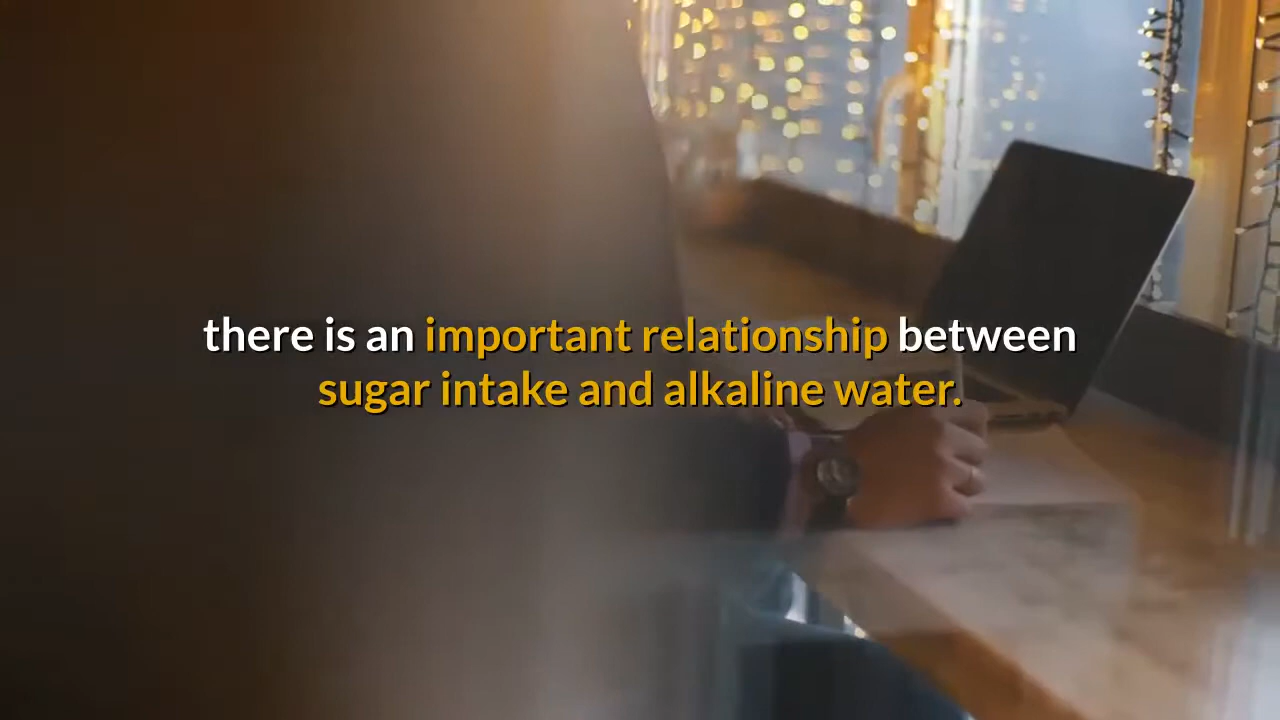 there is an important relationship between
sugar intake and alkaline water.